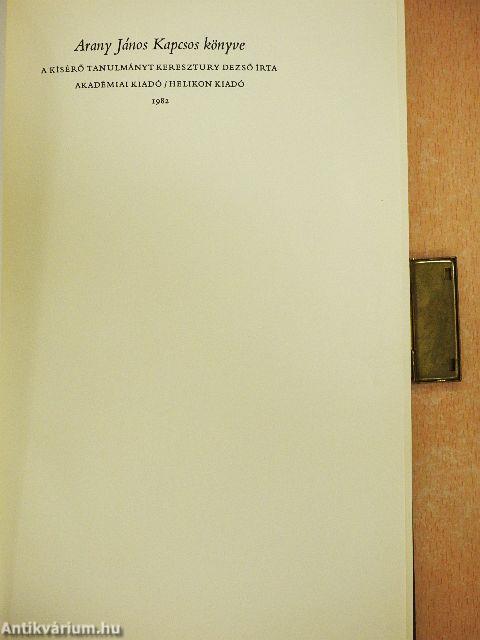 Arany János Kapcsos könyve
A KÍSÉRŐ TANULMÁNYT KERESZTURY DEZSŐ ÍRTA
AKADÉMIAI KIADÓ / HELIKON KIADÓ
1982
Antikvárium.hu